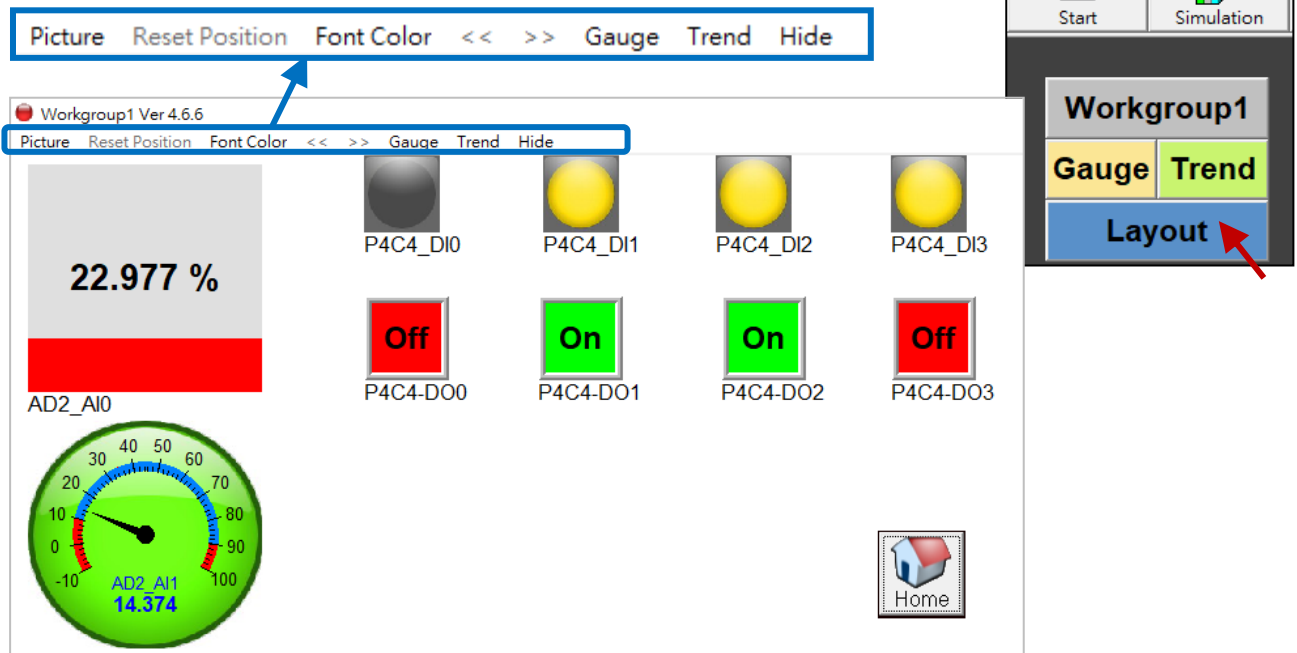 Picture Reset Position Font Color << >> Gauge Trend Hide
Start Simulation
Workgroup1
Gauge Trend
Layout
Workgroup1 Ver 4.6.6
Picture Reset Position Font Color << >> Gauge Trend Hide
22.977 %
AD2_AI0
P4C4_DI0 P4C4_DI1 P4C4_DI2 P4C4_DI3
Off On On Off
P4C4-DO0 P4C4-DO1 P4C4-DO2 P4C4-DO3
40 50
30 60
20 70
10 80
0 90
-10 100
AD2_AI1
14.374
Home